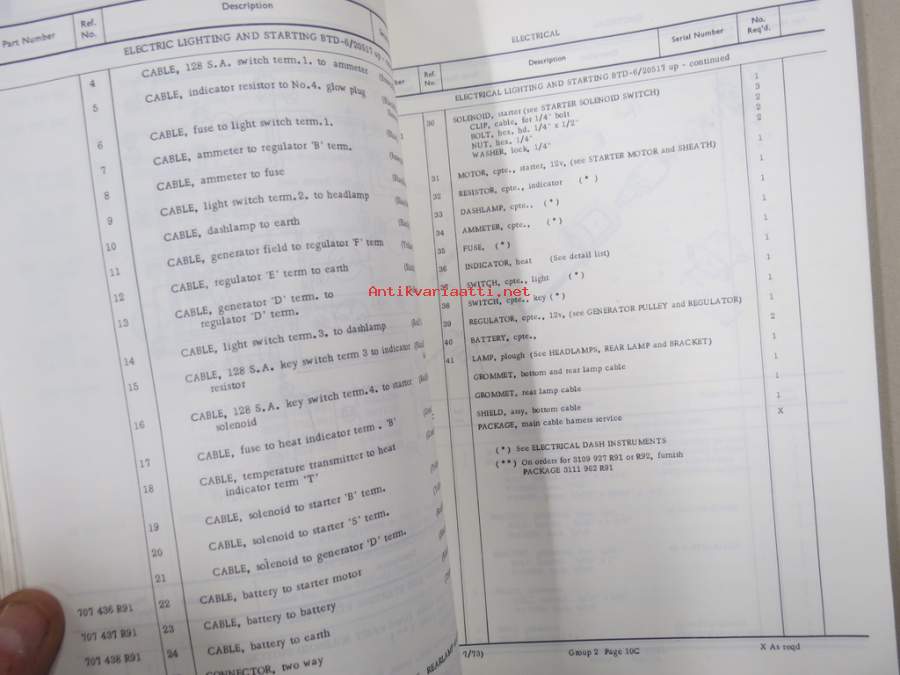 Part Number Ref. No. Description
ELECTRIC LIGHTING AND STARTING BTD-6/20517 up -
4 CABLE, 128 S.A. switch term.1. to ammeter
5 CABLE, indicator resistor to No.4. glow plug
6 CABLE, fuse to light switch term.1.
7 CABLE, ammeter to regulator 'B' term.
8 CABLE, ammeter to fuse
9 CABLE, light switch term.2. to headlamp
10 CABLE, dashlamp to earth
11 CABLE, generator field to regulator 'F' term
12 CABLE, regulator 'E' term to earth
13 CABLE, generator 'D' term. to
regulator 'D' term.
14 CABLE, light switch term.3. to dashlamp
15 CABLE, 128 S.A. key switch term 3 to indicator
resistor
16 CABLE, 128 S.A. key switch term.4. to starter
solenoid
17 CABLE, fuse to heat indicator term. 'B'
18 CABLE, temperature transmitter to heat
indicator term 'T'
19 CABLE, solenoid to starter 'B' term.
20 CABLE, solenoid to starter 'S' term.
21 CABLE, solenoid to generator 'D' term.
707 436 R91 22 CABLE, battery to starter motor
707 437 R91 23 CABLE, battery to battery
707 438 R91 24 CABLE, battery to earth
CONNECTOR, two way
ELECTRICAL
Ref. No. Description Serial Number No. Req'd.
ELECTRICAL LIGHTING AND STARTING BTD-6/20517 up - continued
30 SOLENOID, starter (see STARTER SOLENOID SWITCH) 1
CLIP, cable, for 1/4" bolt 3
BOLT, hex. hd. 1/4" x 1/2" 2
NUT, hex. 1/4" 2
WASHER, lock, 1/4" 2
31 MOTOR, cpte., starter, 12v, (see STARTER MOTOR and SHEATH) 1
32 RESISTOR, cpte., indicator (*) 1
33 DASHLAMP, cpte., (*) 1
34 AMMETER, cpte., (*) 1
35 FUSE, (*) 1
36 INDICATOR, heat (See detail list) 1
SWITCH, cpte., light (*) 1
38 SWITCH, cpte., key (*) 1
39 REGULATOR, cpte., 12v, (see GENERATOR PULLEY and REGULATOR) 1
40 BATTERY, cpte., 2
41 LAMP, plough (See HEADLAMPS, REAR LAMP and BRACKET) 1
GROMMET, bottom and rear lamp cable 1
GROMMET, rear lamp cable 1
SHIELD, assy, bottom cable 1
PACKAGE, main cable harness service X
(*) See ELECTRICAL DASH INSTRUMENTS
(**) On orders for 3109 927 R91 or R92, furnish
PACKAGE 3111 962 R91
7/73) Group 2 Page 10C X As reqd
Antikvariaatti.net